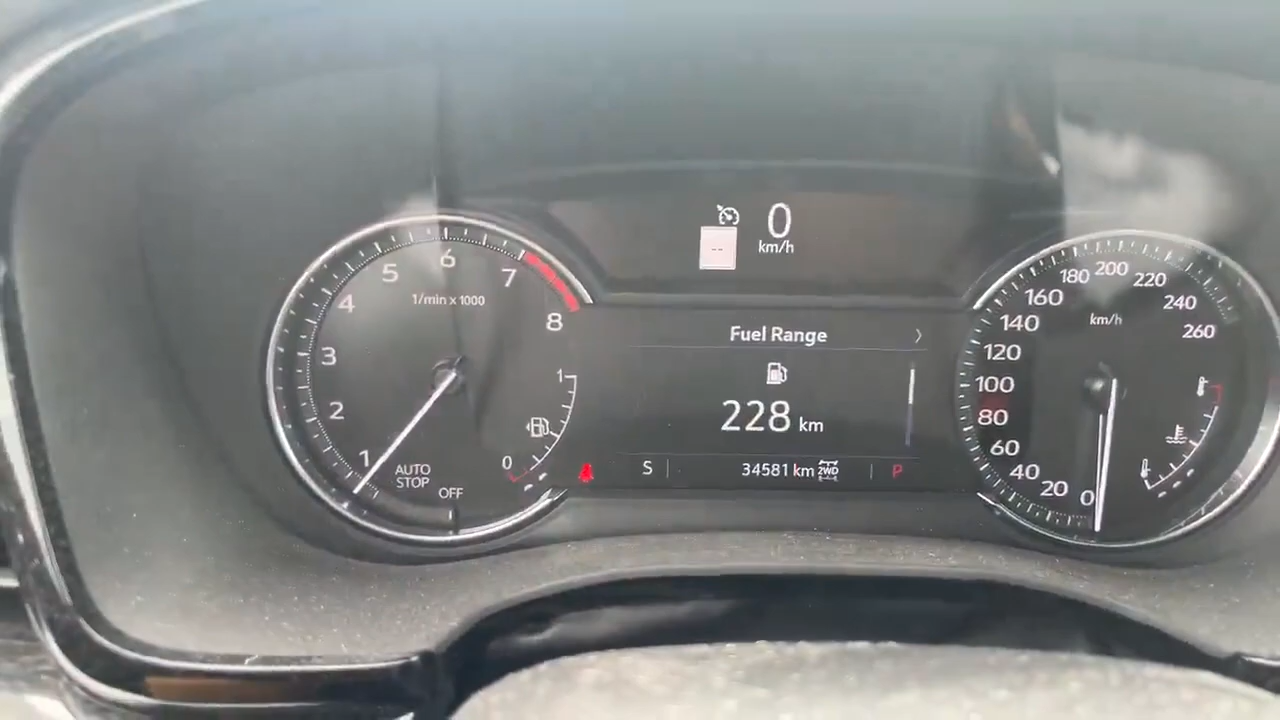 0
km/h
--
8
7
6
5
4
3
2
1
1/min x 1000
AUTO
STOP
OFF
1
0
Fuel Range
228 km
S
34581 km
2WD
P
km/h
0
20
40
60
80
100
120
140
160
180
200
220
240
260